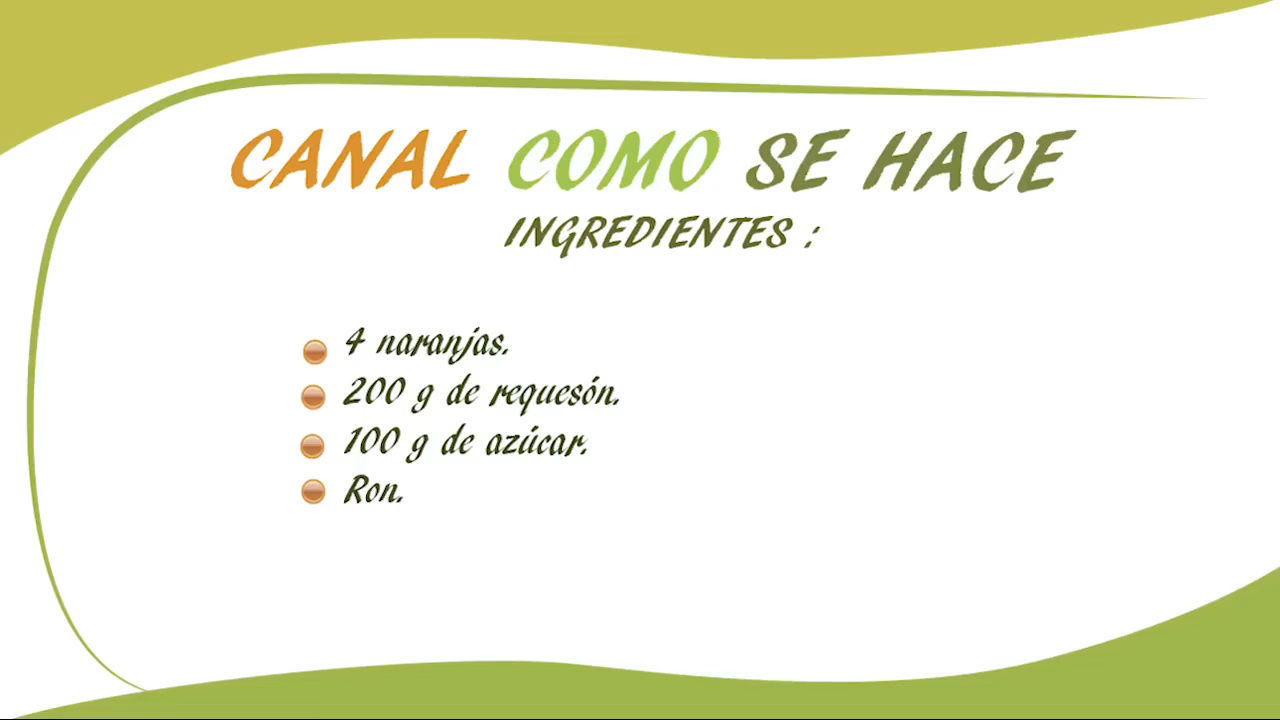 CANAL COMO SE HACE
INGREDIENTES :
4 naranjas.
200 g de requesón.
100 g de azúcar.
Ron.